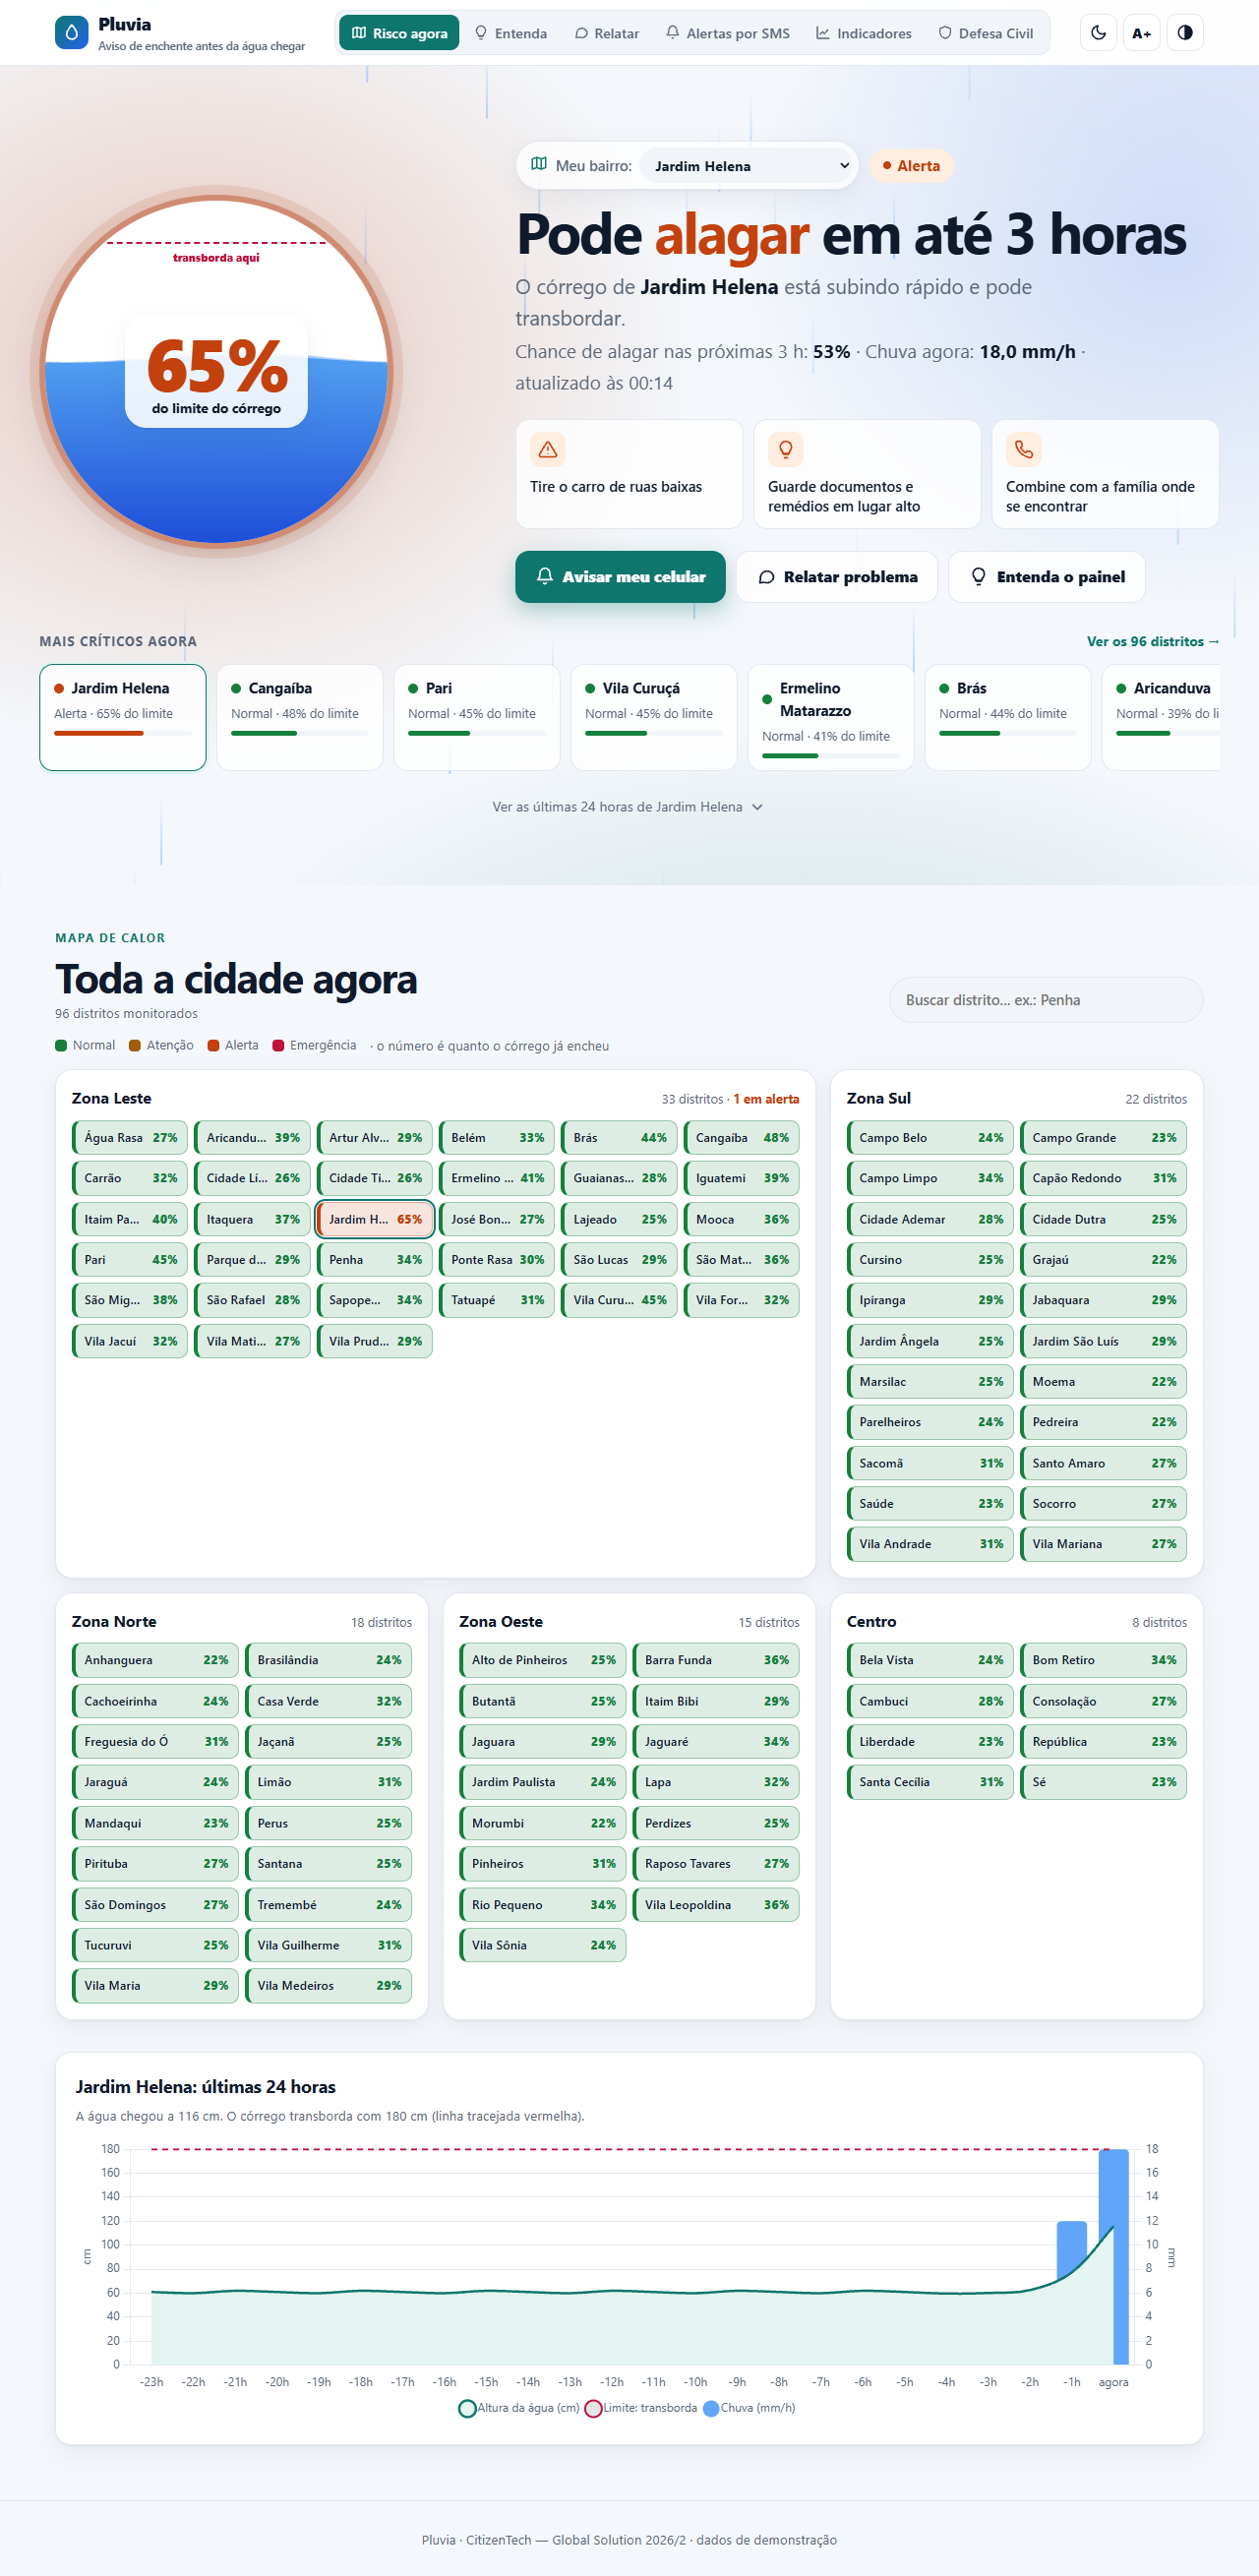 Pluvia
Aviso de enchente antes da água chegar
Risco agora
Entenda
Relatar
Alertas por SMS
Indicadores
Defesa Civil
A+
transborda aqui
65%
do limite do córrego
Meu bairro: Jardim Helena
Alerta
Pode alagar em até 3 horas
O córrego de Jardim Helena está subindo rápido e pode
transbordar.
Chance de alagar nas próximas 3 h: 53% · Chuva agora: 18,0 mm/h ·
atualizado às 00:14
Tire o carro de ruas baixas
Guarde documentos e
remédios em lugar alto
Combine com a família onde
se encontrar
Avisar meu celular
Relatar problema
Entenda o painel
MAIS CRÍTICOS AGORA
Ver os 96 distritos →
Jardim Helena
Alerta · 65% do limite
Cangaíba
Normal · 48% do limite
Pari
Normal · 45% do limite
Vila Curuçá
Normal · 45% do limite
Ermelino
Matarazzo
Normal · 41% do limite
Brás
Normal · 44% do limite
Aricanduva
Normal · 39% do li
Ver as últimas 24 horas de Jardim Helena
MAPA DE CALOR
Toda a cidade agora
96 distritos monitorados
Buscar distrito... ex.: Penha
Normal Atenção Alerta Emergência · o número é quanto o córrego já encheu
Zona Leste 33 distritos · 1 em alerta
Água Rasa 27% Aricandu... 39% Artur Alv... 29% Belém 33% Brás 44% Cangaíba 48%
Carrão 32% Cidade Lí... 26% Cidade Ti... 26% Ermelino ... 41% Guaianas... 28% Iguatemi 39%
Itaim Pa... 40% Itaquera 37% Jardim H... 65% José Bon... 27% Lajeado 25% Mooca 36%
Pari 45% Parque d... 29% Penha 34% Ponte Rasa 30% São Lucas 29% São Mat... 36%
São Mig... 38% São Rafael 28% Sapope... 34% Tatuapé 31% Vila Curu... 45% Vila For... 32%
Vila Jacuí 32% Vila Mati... 27% Vila Prud... 29%
Zona Sul 22 distritos
Campo Belo 24% Campo Grande 23%
Campo Limpo 34% Capão Redondo 31%
Cidade Ademar 28% Cidade Dutra 25%
Cursino 25% Grajaú 22%
Ipiranga 29% Jabaquara 29%
Jardim Ângela 25% Jardim São Luís 29%
Marsilac 25% Moema 22%
Parelheiros 24% Pedreira 22%
Sacomã 31% Santo Amaro 27%
Saúde 23% Socorro 27%
Vila Andrade 31% Vila Mariana 27%
Zona Norte 18 distritos
Anhanguera 22% Brasilândia 24%
Cachoeirinha 24% Casa Verde 32%
Freguesia do Ó 31% Jaçanã 25%
Jaraguá 24% Limão 31%
Mandaqui 23% Perus 25%
Pirituba 27% Santana 25%
São Domingos 27% Tremembé 24%
Tucuruvi 25% Vila Guilherme 31%
Vila Maria 29% Vila Medeiros 29%
Zona Oeste 15 distritos
Alto de Pinheiros 25% Barra Funda 36%
Butantã 25% Itaim Bibi 29%
Jaguara 29% Jaguaré 34%
Jardim Paulista 24% Lapa 32%
Morumbi 22% Perdizes 25%
Pinheiros 31% Raposo Tavares 27%
Rio Pequeno 34% Vila Leopoldina 36%
Vila Sônia 24%
Centro 8 distritos
Bela Vista 24% Bom Retiro 34%
Cambuci 28% Consolação 27%
Liberdade 23% República 23%
Santa Cecília 31% Sé 23%
Jardim Helena: últimas 24 horas
A água chegou a 116 cm. O córrego transborda com 180 cm (linha tracejada vermelha).
180 18
160 16
140 14
120 12
100 10
cm mm
80 8
60 6
40 4
20 2
0 0
-23h -22h -21h -20h -19h -18h -17h -16h -15h -14h -13h -12h -11h -10h -9h -8h -7h -6h -5h -4h -3h -2h -1h agora
Altura da água (cm) Limite: transborda Chuva (mm/h)
Pluvia · CitizenTech — Global Solution 2026/2 · dados de demonstração